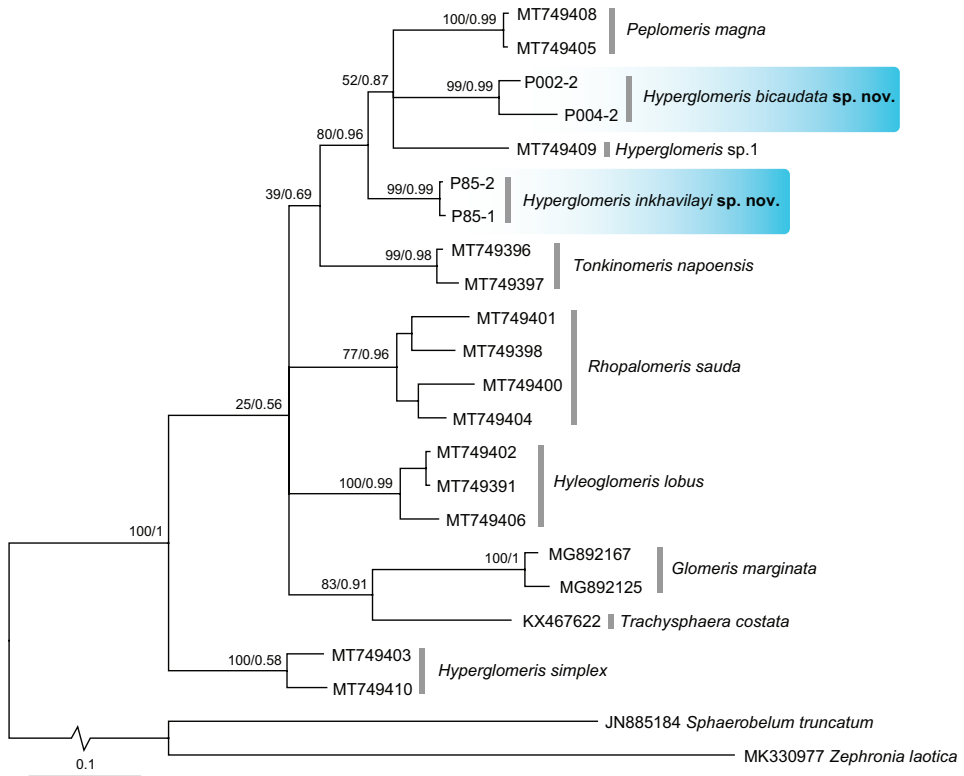 100/0.99
MT749408
Peplomeris magna
MT749405
52/0.87
99/0.99
P002-2
Hyperglomeris bicaudata sp. nov.
P004-2
80/0.96
MT749409
Hyperglomeris sp.1
39/0.69
99/0.99
P85-2
Hyperglomeris inkhavilayi sp. nov.
P85-1
99/0.98
MT749396
Tonkinomeris napoensis
MT749397
MT749401
77/0.96
MT749398
Rhopalomeris sauda
MT749400
25/0.56
MT749404
MT749402
100/0.99
MT749391
Hyleoglomeris lobus
MT749406
100/1
100/1
MG892167
Glomeris marginata
83/0.91
MG892125
KX467622
Trachysphaera costata
100/0.58
MT749403
Hyperglomeris simplex
MT749410
JN885184 Sphaerobelum truncatum
MK330977 Zephronia laotica
0.1